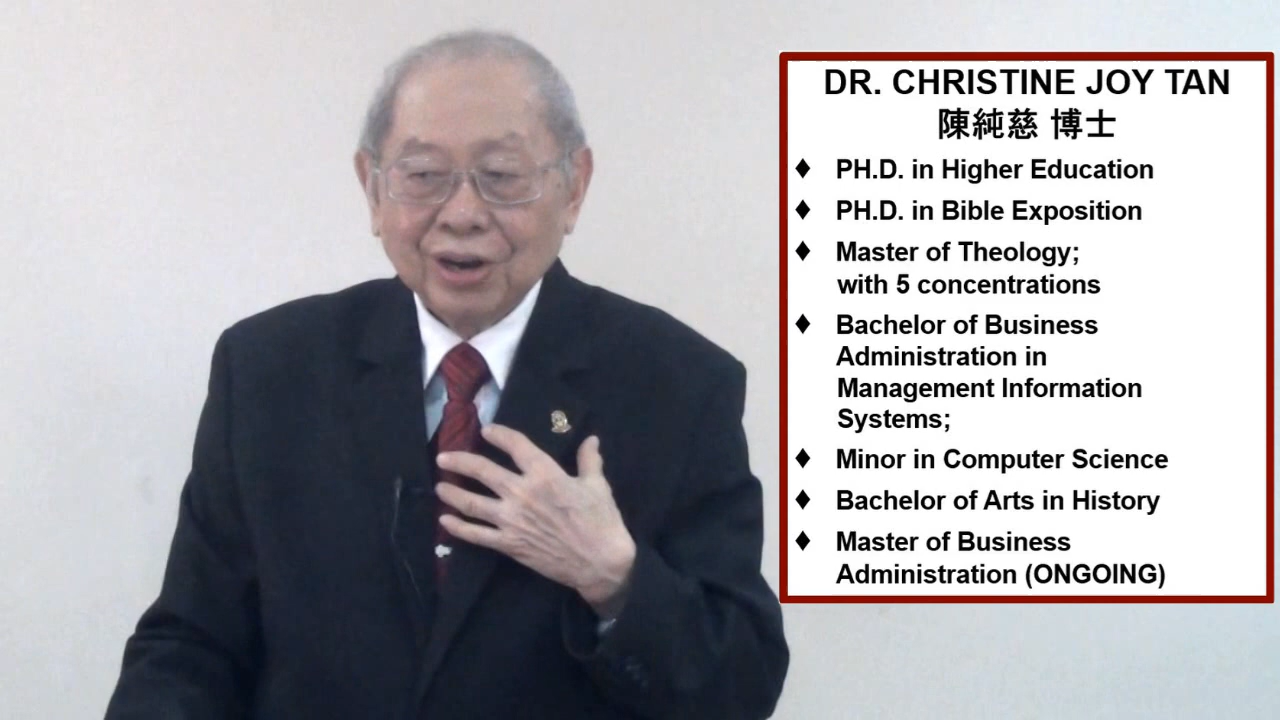 DR. CHRISTINE JOY TAN
陳純慈 博士
♦ PH.D. in Higher Education
♦ PH.D. in Bible Exposition
♦ Master of Theology;
with 5 concentrations
♦ Bachelor of Business
Administration in
Management Information
Systems;
♦ Minor in Computer Science
♦ Bachelor of Arts in History
♦ Master of Business
Administration (ONGOING)